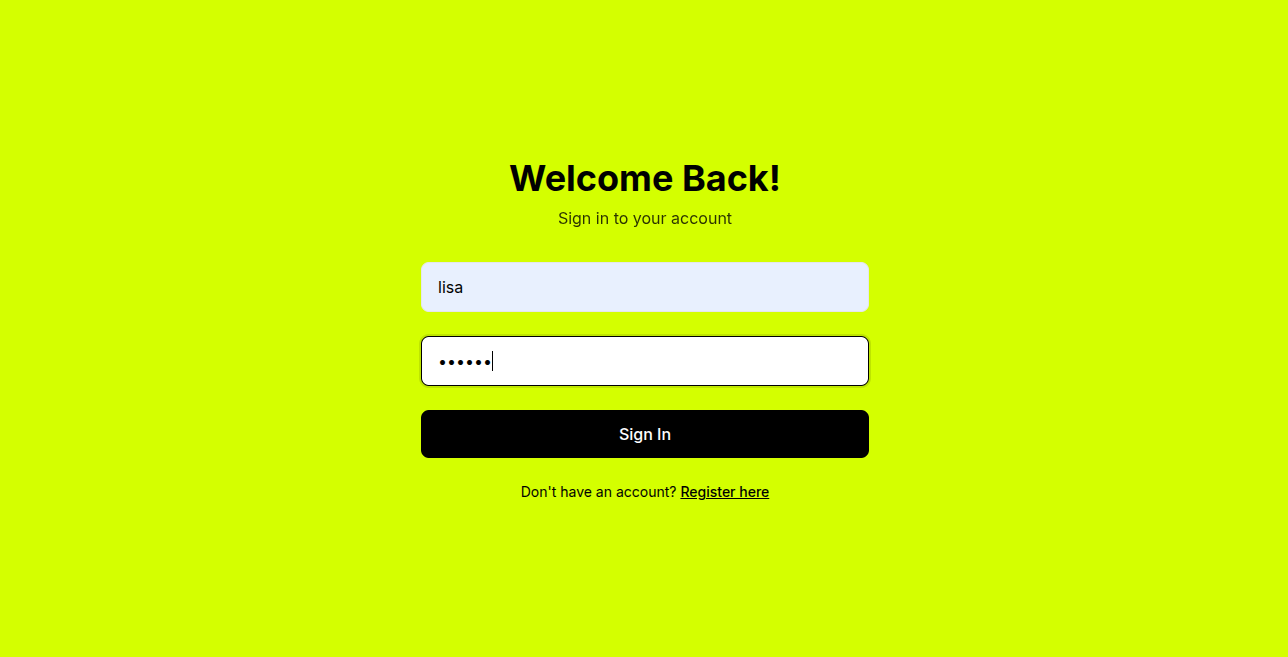 Welcome Back!
Sign in to your account
lisa
••••••
Sign In
Don't have an account? Register here